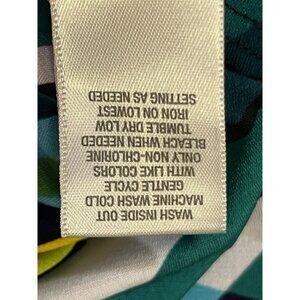 WASH INSIDE OUT
MACHINE WASH COLD
GENTLE CYCLE
WITH LIKE COLORS
ONLY NON-CHLORINE
BLEACH WHEN NEEDED
TUMBLE DRY LOW
IRON ON LOWEST
SETTING AS NEEDED